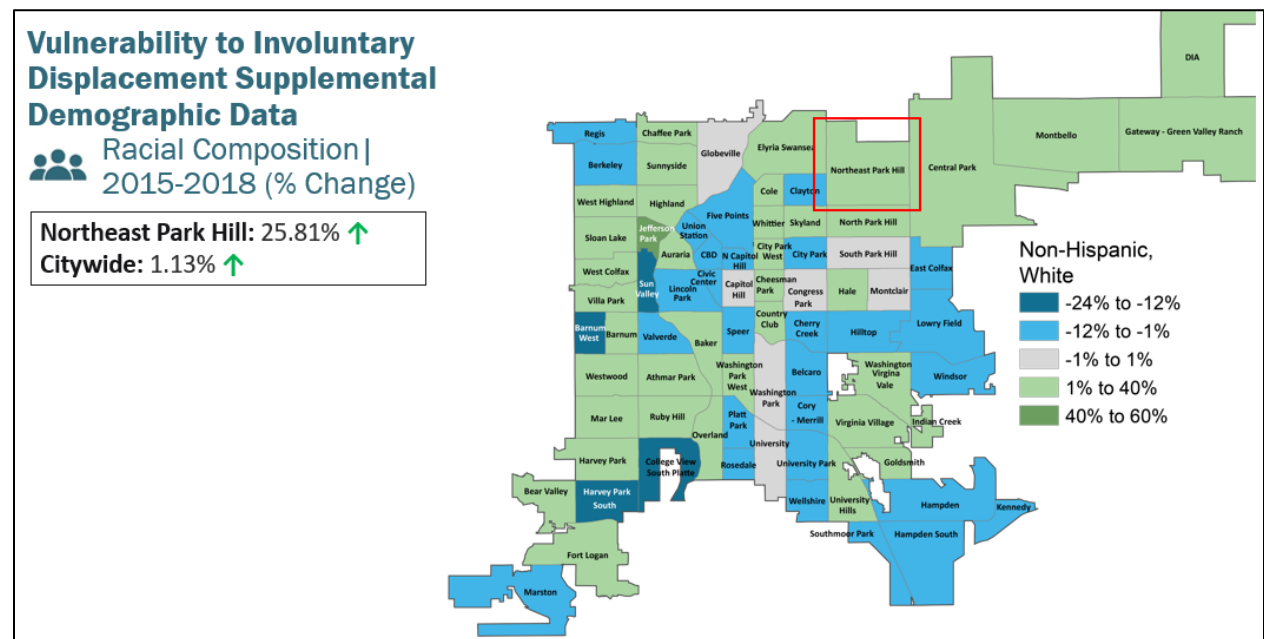 Vulnerability to Involuntary
Displacement Supplemental
Demographic Data
Racial Composition|
2015-2018 (% Change)
Northeast Park Hill: 25.81% ↑
Citywide: 1.13% ↑
DIA
Regis
Chaffee Park
Globeville
Elyria Swansea
Montbello
Gateway - Green Valley Ranch
Berkeley
Sunnyside
Northeast Park Hill
Central Park
West Highland
Highland
Cole
Clayton
Five Points
Whittier
Skyland
North Park Hill
Sloan Lake
Jefferson
Park
Union
Station
Auraria
CBD
N Capitol
Hill
City Park
West
City Park
South Park Hill
East Colfax
West Colfax
Sun
Valley
Civic
Center
Lincoln
Park
Capitol
Hill
Cheesman
Park
Congress
Park
Hale
Montclair
Villa Park
Country
Club
Barnum
West
Barnum
Valverde
Baker
Speer
Cherry
Creek
Hilltop
Lowry Field
Westwood
Athmar Park
Washington
Park
West
Washington
Park
Belcaro
Washington
Virgina
Vale
Windsor
Mar Lee
Ruby Hill
Overland
Platt
Park
Cory
- Merrill
Virginia Village
Indian Creek
University
Harvey Park
College View
South Platte
Rosedale
University Park
Goldsmith
Bear Valley
Harvey Park
South
Wellshire
University
Hills
Hampden
Kennedy
Southmoor Park
Hampden South
Fort Logan
Marston
Non-Hispanic,
White
-24% to -12%
-12% to -1%
-1% to 1%
1% to 40%
40% to 60%